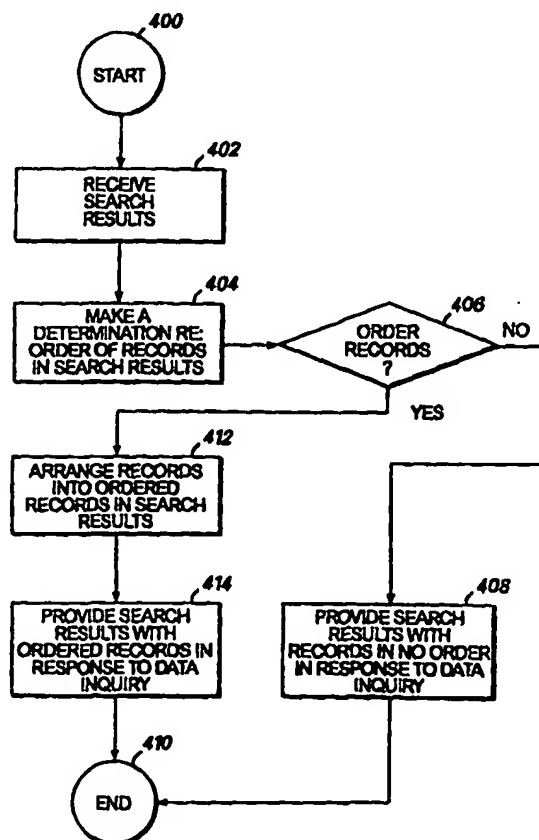 400
START
402
RECEIVE
SEARCH
RESULTS
404
MAKE A
DETERMINATION RE:
ORDER OF RECORDS
IN SEARCH RESULTS
406
ORDER
RECORDS
?
NO
YES
412
ARRANGE RECORDS
INTO ORDERED
RECORDS IN SEARCH
RESULTS
414
PROVIDE SEARCH
RESULTS WITH
ORDERED RECORDS IN
RESPONSE TO DATA
INQUIRY
408
PROVIDE SEARCH
RESULTS WITH
RECORDS IN NO ORDER
IN RESPONSE TO DATA
INQUIRY
410
END